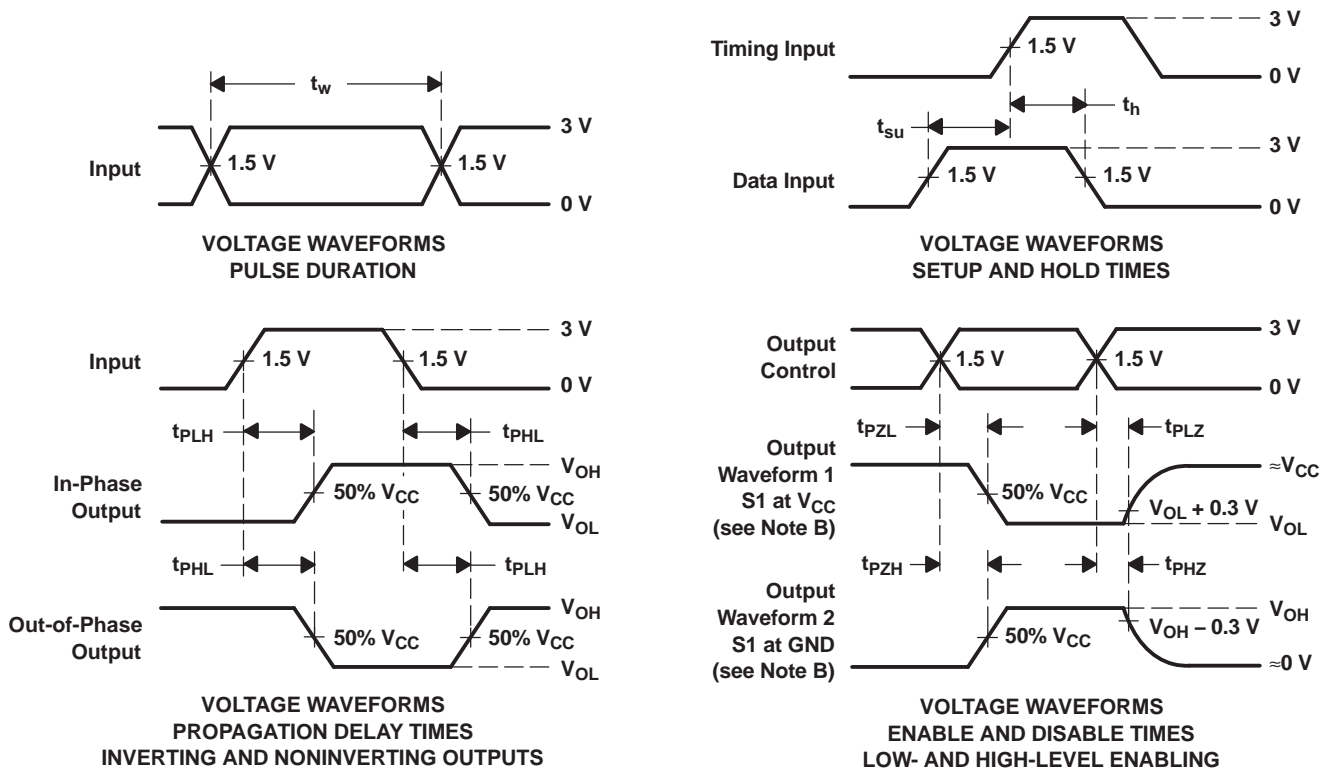 tw
3 V
Input
1.5 V
1.5 V
0 V
VOLTAGE WAVEFORMS
PULSE DURATION
3 V
Timing Input
1.5 V
0 V
th
tsu
3 V
Data Input
1.5 V
1.5 V
0 V
VOLTAGE WAVEFORMS
SETUP AND HOLD TIMES
3 V
Input
1.5 V
1.5 V
0 V
tPLH
tPHL
VOH
In-Phase
Output
50% VCC
50% VCC
VOL
tPHL
tPLH
VOH
Out-of-Phase
Output
50% VCC
50% VCC
VOL
VOLTAGE WAVEFORMS
PROPAGATION DELAY TIMES
INVERTING AND NONINVERTING OUTPUTS
3 V
Output
Control
1.5 V
1.5 V
0 V
tPZL
tPLZ
Output
Waveform 1
S1 at VCC
(see Note B)
50% VCC
≈VCC
VOL + 0.3 V
VOL
tPZH
tPHZ
Output
Waveform 2
S1 at GND
(see Note B)
50% VCC
VOH
VOH – 0.3 V
≈0 V
VOLTAGE WAVEFORMS
ENABLE AND DISABLE TIMES
LOW- AND HIGH-LEVEL ENABLING